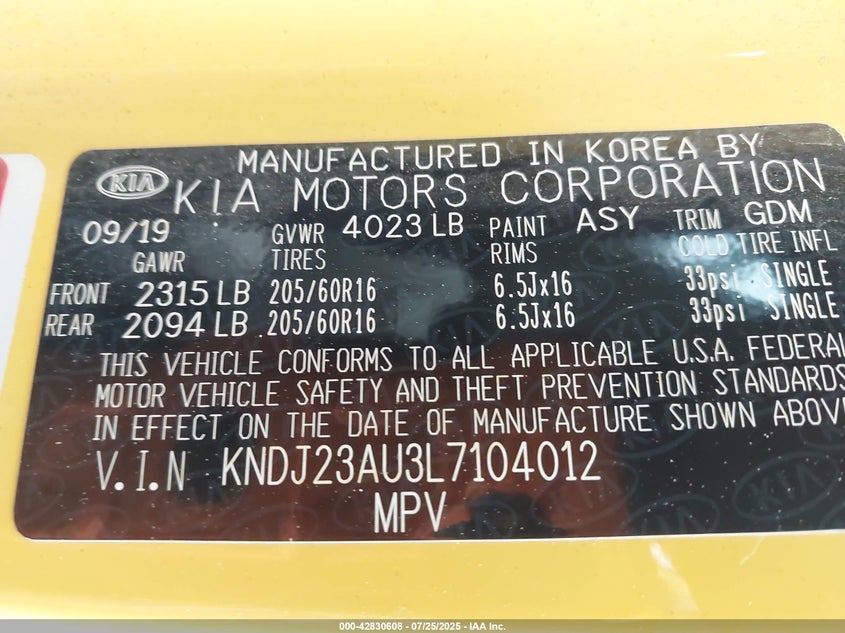 MANUFACTURED IN KOREA BY
KIA KIA MOTORS CORPORATION
09/19 GVWR 4023 LB PAINT ASY TRIM GDM
GAWR TIRES RIMS COLD TIRE INFL
FRONT 2315 LB 205/60R16 6.5Jx16 33psi SINGLE
REAR 2094 LB 205/60R16 6.5Jx16 33psi SINGLE
THIS VEHICLE CONFORMS TO ALL APPLICABLE U.S.A. FEDERAL
MOTOR VEHICLE SAFETY AND THEFT PREVENTION STANDARDS
IN EFFECT ON THE DATE OF MANUFACTURE SHOWN ABOVE
V.I.N KNDJ23AU3L7104012
MPV
000-42830608 - 07/25/2025 - IAA Inc.